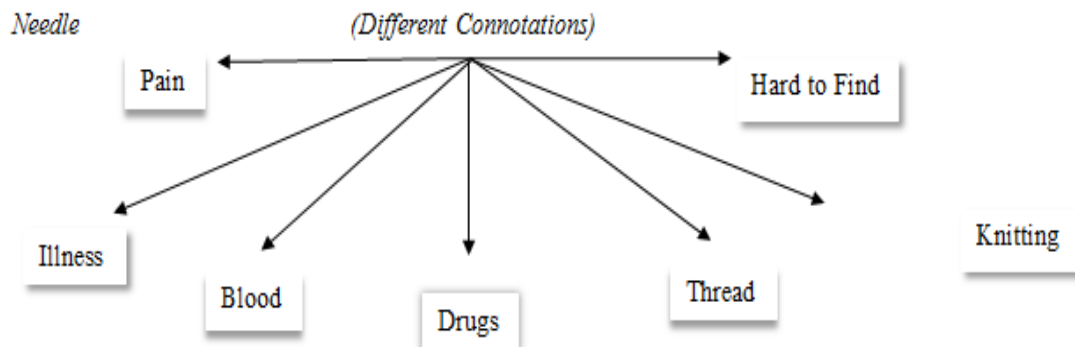 Needle (Different Connotations)
Pain
Hard to Find
Illness
Blood
Drugs
Thread
Knitting